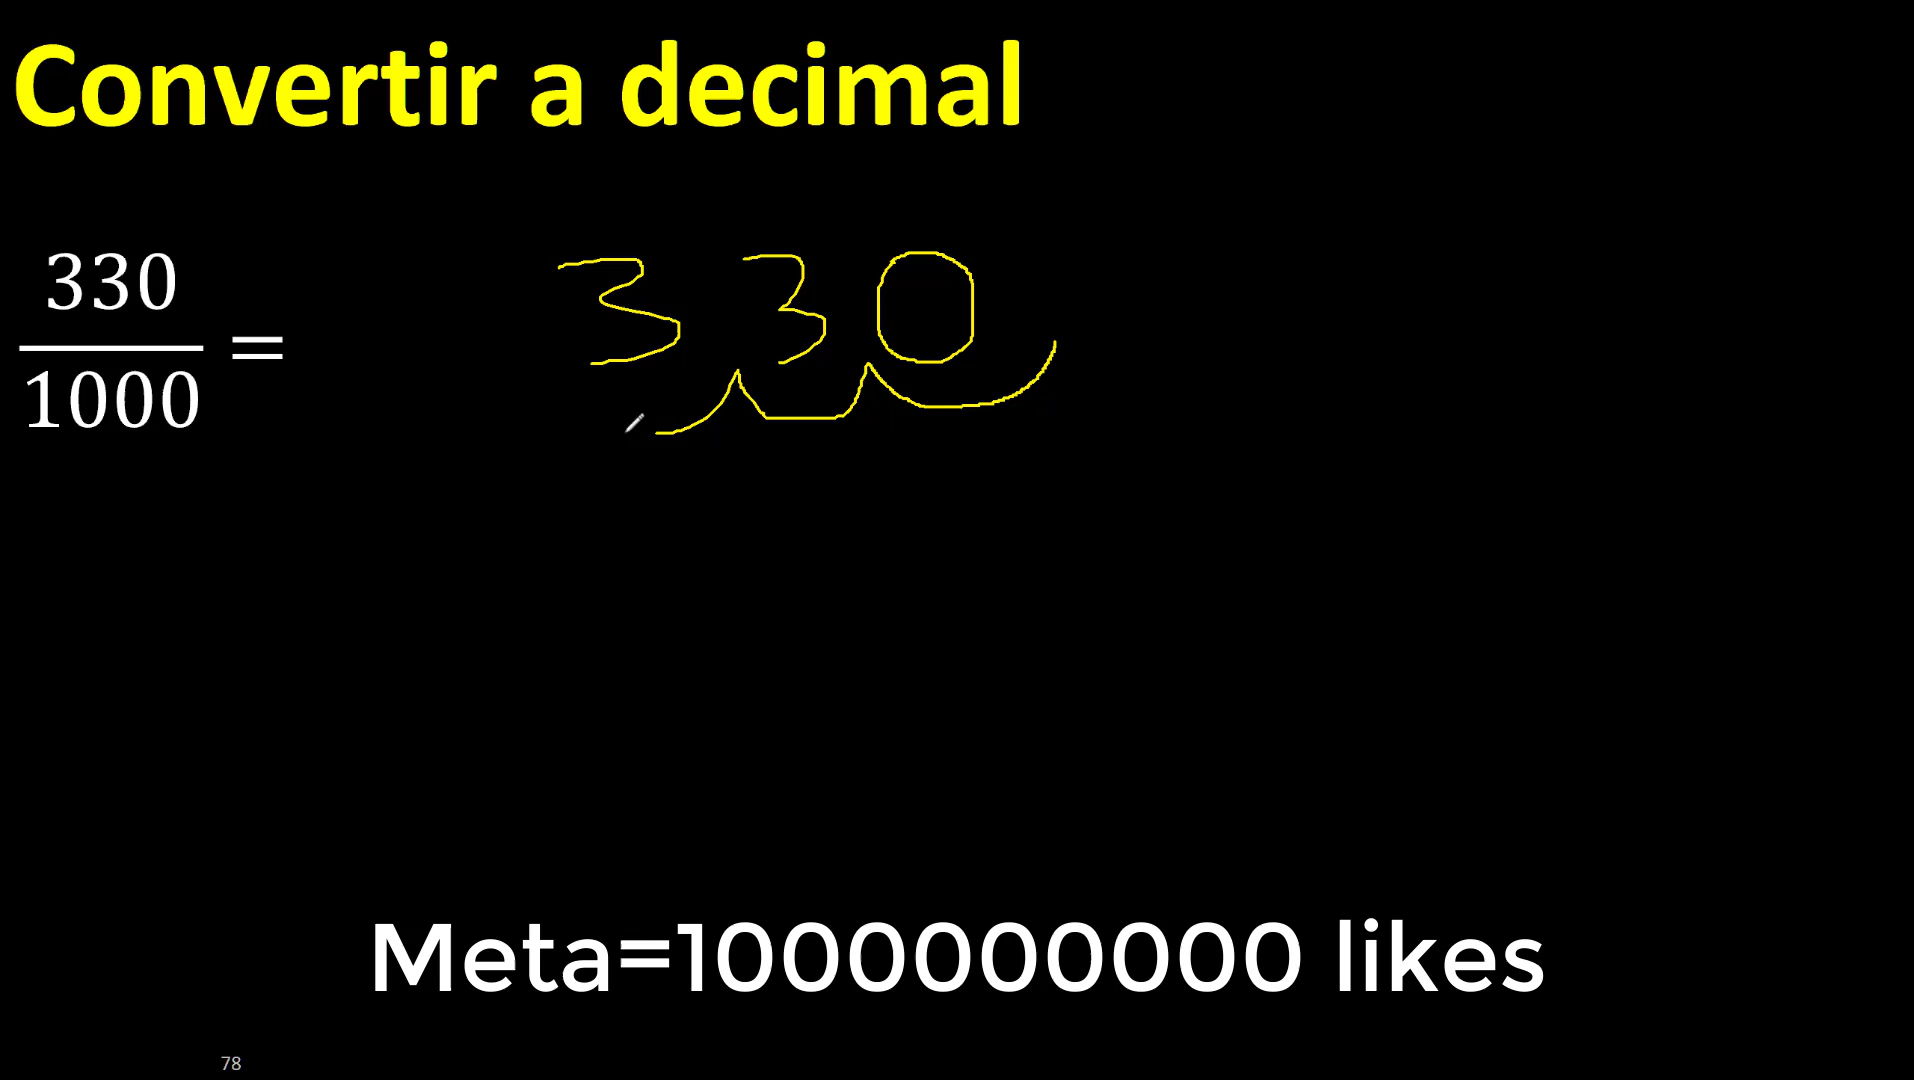 Convertir a decimal
330
1000
=
330
Meta=1000000000 likes
78